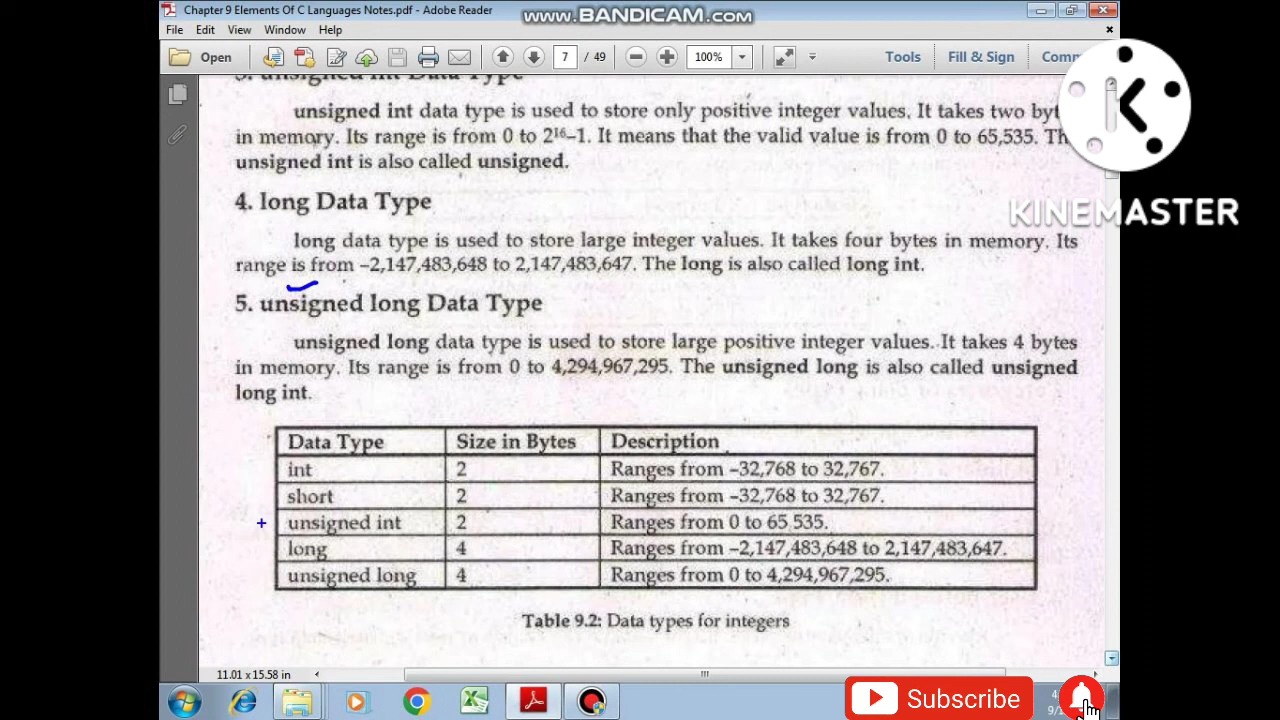 Chapter 9 Elements Of C Languages Notes.pdf - Adobe Reader
www.BANDICAM.com
File Edit View Window Help
Open 7 / 49 100% Tools Fill & Sign
KINEMASTER
unsigned int data type is used to store only positive integer values. It takes two
in memory. Its range is from 0 to 2¹⁶–1. It means that the valid value is from 0 to 65,535.
unsigned int is also called unsigned.
4. long Data Type
long data type is used to store large integer values. It takes four bytes in memory. Its
range is from –2,147,483,648 to 2,147,483,647. The long is also called long int.
5. unsigned long Data Type
unsigned long data type is used to store large positive integer values. It takes 4 bytes
in memory. Its range is from 0 to 4,294,967,295. The unsigned long is also called unsigned
long int.
Data Type Size in Bytes Description
int 2 Ranges from –32,768 to 32,767.
short 2 Ranges from –32,768 to 32,767.
unsigned int 2 Ranges from 0 to 65 535.
long 4 Ranges from –2,147,483,648 to 2,147,483,647.
unsigned long 4 Ranges from 0 to 4,294,967,295.
Table 9.2: Data types for integers
11.01 x 15.58 in
Subscribe